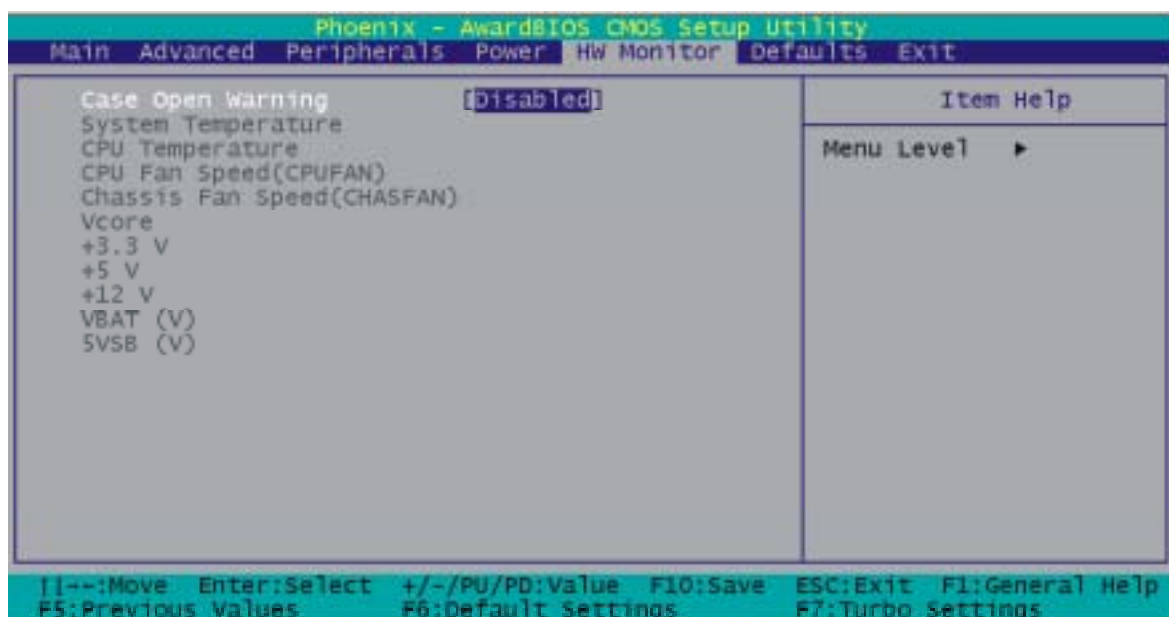 Phoenix - AwardBIOS CMOS Setup Utility
Main Advanced Peripherals Power HW Monitor Defaults Exit
Case Open Warning [Disabled]
System Temperature
CPU Temperature
CPU Fan Speed(CPUFAN)
Chassis Fan Speed(CHASFAN)
Vcore
+3.3 V
+5 V
+12 V
VBAT (V)
5VSB (V)
Item Help
Menu Level ▶
↑↓←→:Move Enter:Select +/-/PU/PD:Value F10:Save ESC:Exit F1:General Help
F5:Previous Values F6:Default Settings F7:Turbo Settings